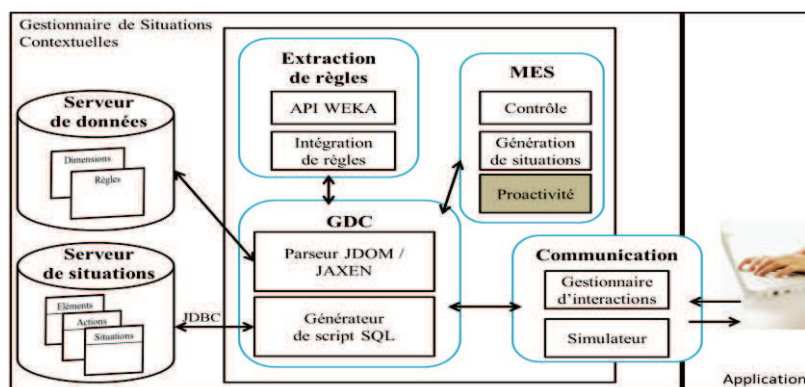 Gestionnaire de Situations
Contextuelles
Serveur
de données
Dimensions
Règles
Serveur
de situations
Eléments
Actions
Situations
JDBC
Extraction
de règles
API WEKA
Intégration
de règles
MES
Contrôle
Génération
de situations
Proactivité
GDC
Parseur JDOM /
JAXEN
Générateur
de script SQL
Communication
Gestionnaire
d'interactions
Simulateur
Application